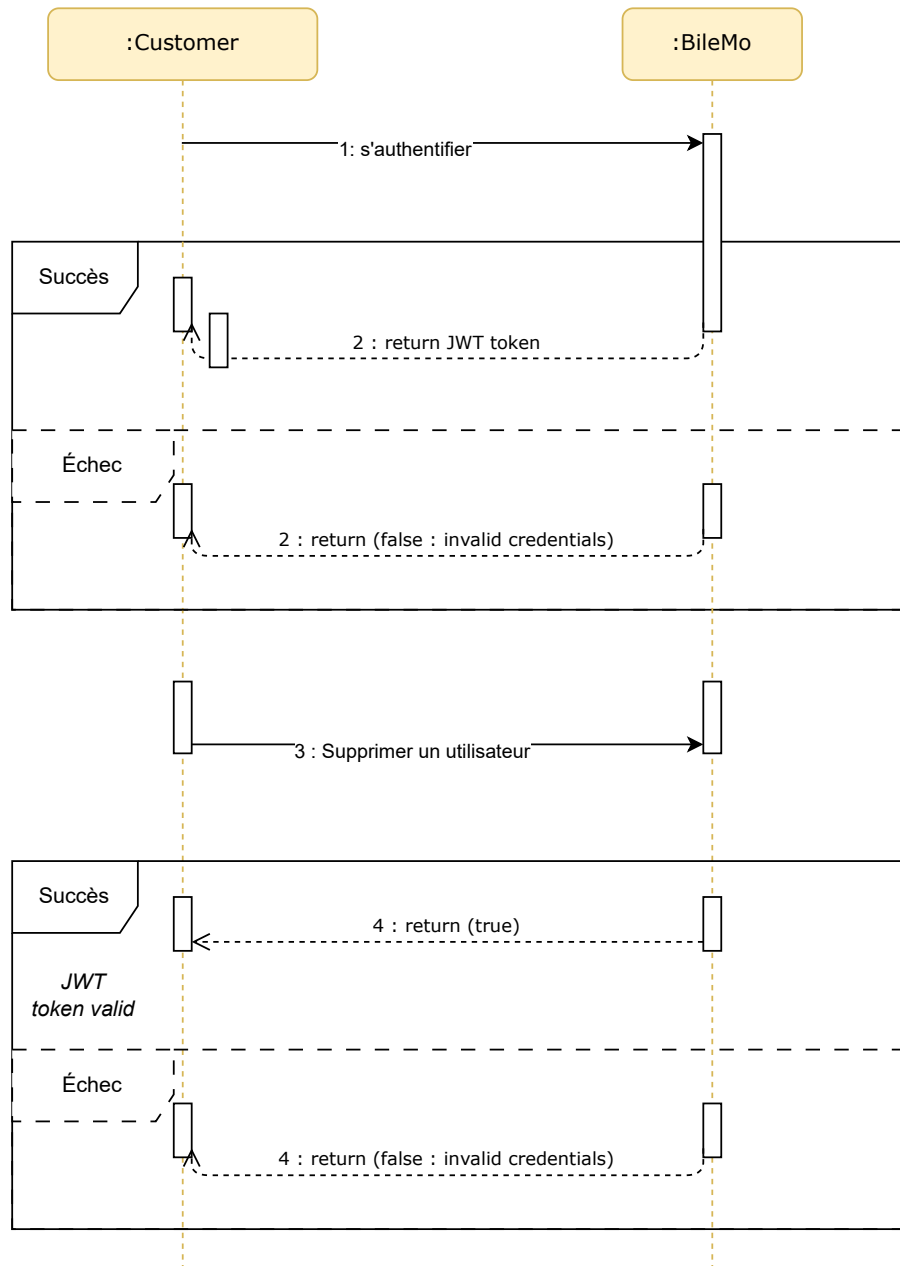 :Customer
:BileMo
1: s'authentifier
Succès
2 : return JWT token
Échec
2 : return (false : invalid credentials)
3 : Supprimer un utilisateur
Succès
4 : return (true)
JWT
token valid
Échec
4 : return (false : invalid credentials)